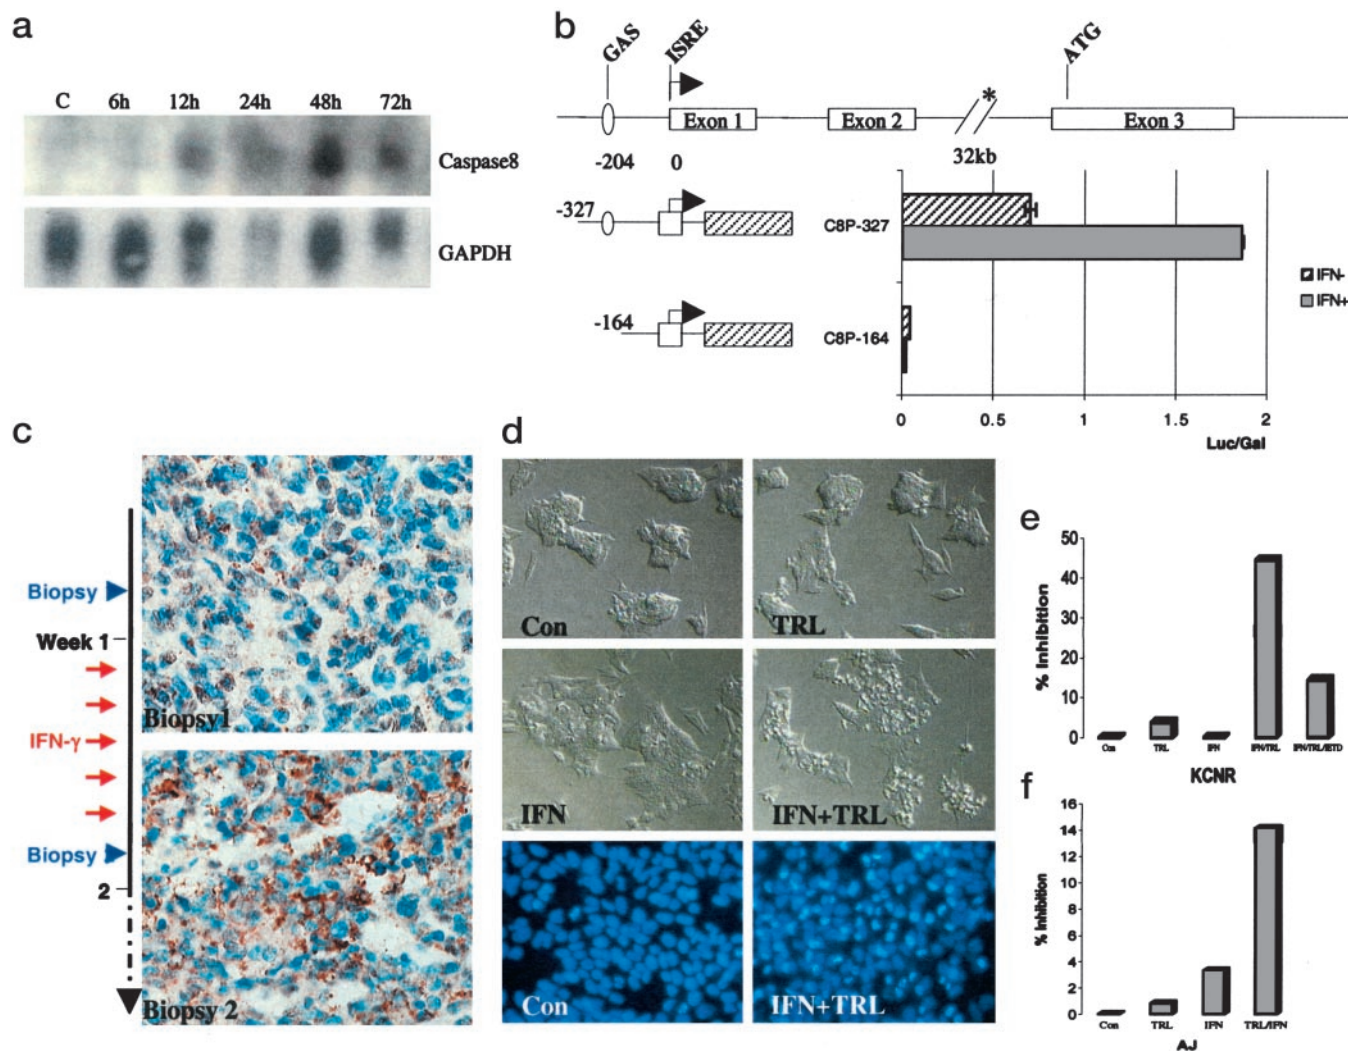 a
C 6h 12h 24h 48h 72h
Caspase8
GAPDH
b
GAS ISRE ATG
*
Exon 1 Exon 2 Exon 3
-204 0 32kb
-327
C8P-327
-164
C8P-164
IFN-
IFN+
0 0.5 1 1.5 2
Luc/Gal
c
Biopsy
Week 1
IFN-γ
Biopsy
2
Biopsy1
Biopsy 2
d
Con TRL
IFN IFN+TRL
Con IFN+TRL
e
50
40
30
20
10
0
% Inhibition
Con TRL IFN IFN/TRL IFN/TRL/IETD
KCNR
f
16
14
12
10
8
6
4
2
0
% Inhibition
Con TRL IFN TRL/IFN
AJ